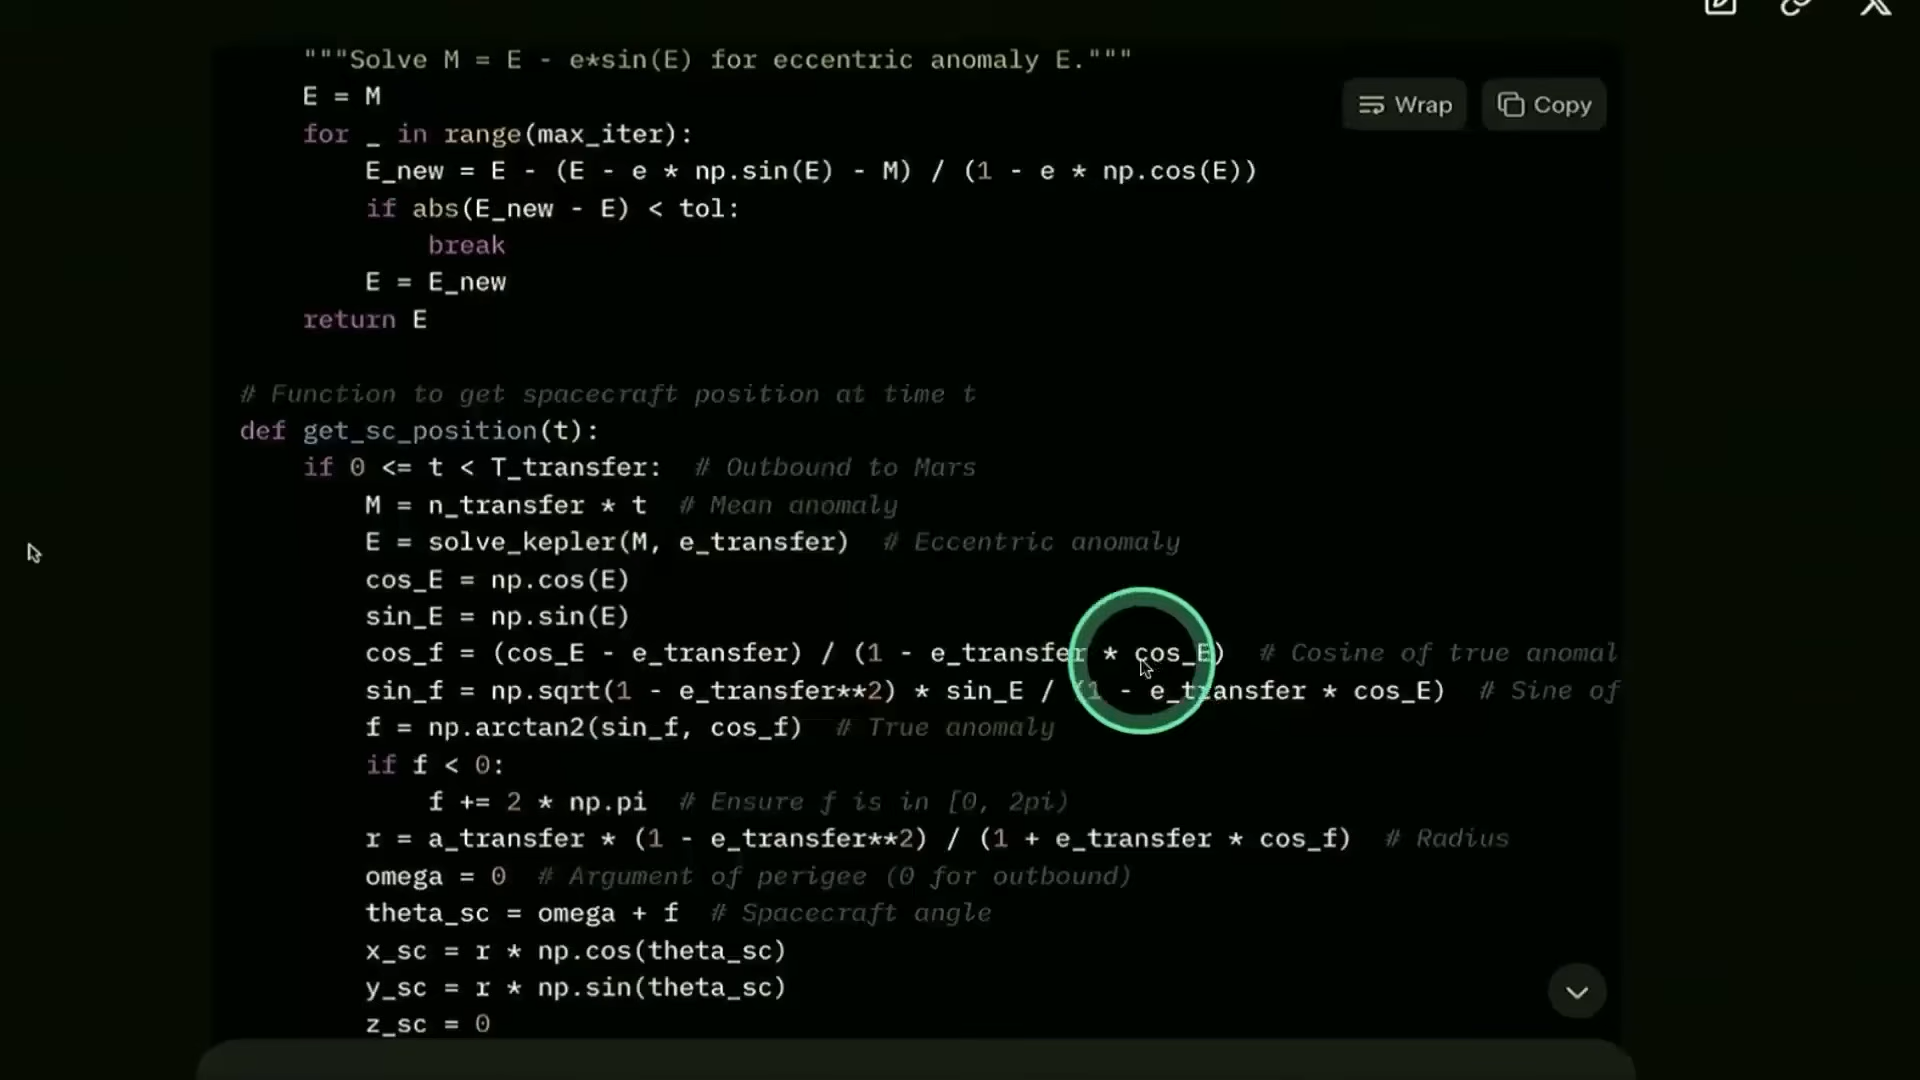 """Solve M = E - e*sin(E) for eccentric anomaly E."""
E = M
Wrap Copy
for _ in range(max_iter):
E_new = E - (E - e * np.sin(E) - M) / (1 - e * np.cos(E))
if abs(E_new - E) < tol:
break
E = E_new
return E
# Function to get spacecraft position at time t
def get_sc_position(t):
if 0 <= t < T_transfer:  # Outbound to Mars
M = n_transfer * t  # Mean anomaly
E = solve_kepler(M, e_transfer)  # Eccentric anomaly
cos_E = np.cos(E)
sin_E = np.sin(E)
cos_f = (cos_E - e_transfer) / (1 - e_transfer * cos_E)  # Cosine of true anomal
sin_f = np.sqrt(1 - e_transfer**2) * sin_E / (1 - e_transfer * cos_E)  # Sine of
f = np.arctan2(sin_f, cos_f)  # True anomaly
if f < 0:
f += 2 * np.pi  # Ensure f is in [0, 2pi)
r = a_transfer * (1 - e_transfer**2) / (1 + e_transfer * cos_f)  # Radius
omega = 0  # Argument of perigee (0 for outbound)
theta_sc = omega + f  # Spacecraft angle
x_sc = r * np.cos(theta_sc)
y_sc = r * np.sin(theta_sc)
z_sc = 0